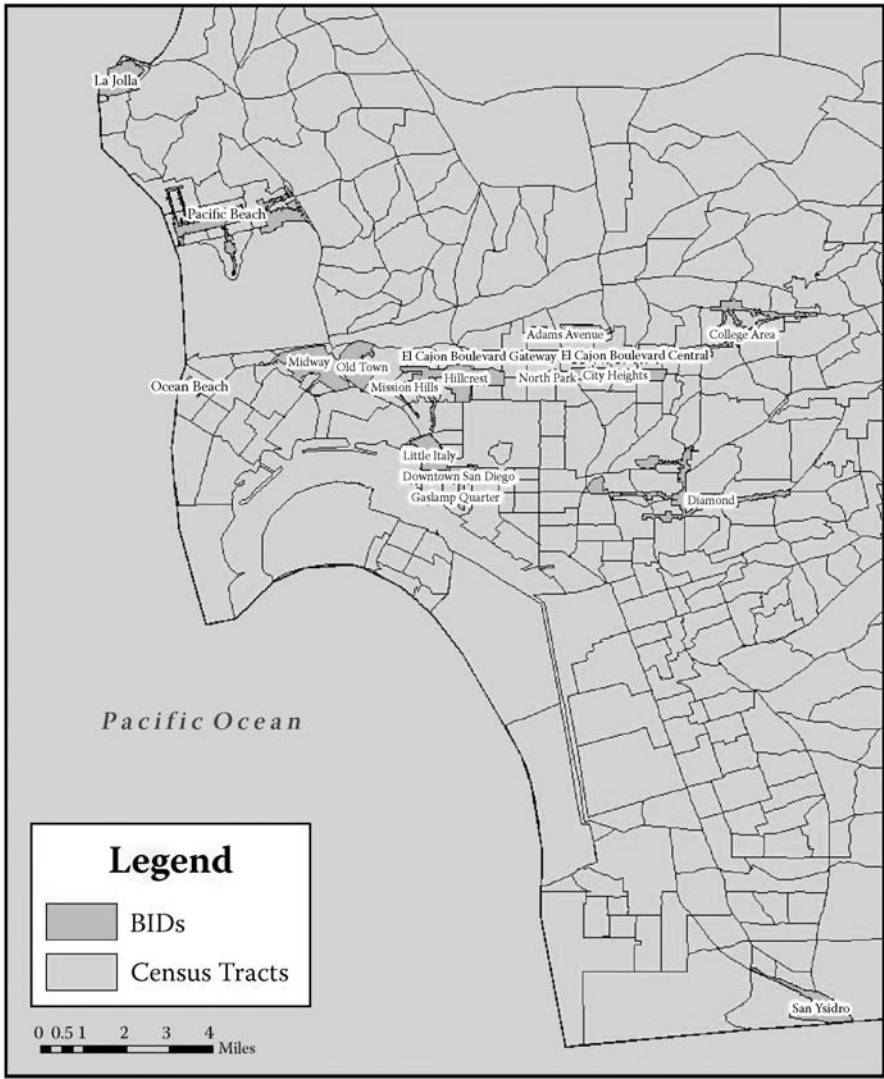 La Jolla
Pacific Beach
Adams Avenue
College Area
El Cajon Boulevard Gateway
El Cajon Boulevard Central
Midway
Old Town
Ocean Beach
Mission Hills
Hillcrest
North Park
City Heights
Little Italy
Downtown San Diego
Gaslamp Quarter
Diamond
Pacific Ocean
Legend
BIDs
Census Tracts
San Ysidro
0 0.5 1 2 3 4
Miles